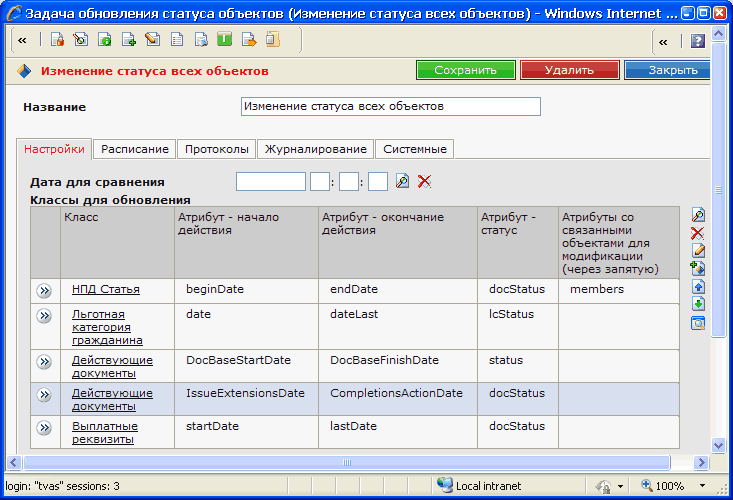 Задача обновления статуса объектов (Изменение статуса всех объектов) - Windows Internet ...
Изменение статуса всех объектов
Сохранить
Удалить
Закрыть
Название
Изменение статуса всех объектов
Настройки
Расписание
Протоколы
Журналирование
Системные
Дата для сравнения
:
:
Классы для обновления
Класс
Атрибут - начало
действия
Атрибут - окончание
действия
Атрибут -
статус
Атрибуты со
связанными
объектами для
модификации
(через запятую)
НПД Статья
beginDate
endDate
docStatus
members
Льготная
категория
гражданина
date
dateLast
lcStatus
Действующие
документы
DocBaseStartDate
DocBaseFinishDate
status
Действующие
документы
IssueExtensionsDate
CompletionsActionDate
docStatus
Выплатные
реквизиты
startDate
lastDate
docStatus
login: "tvas" sessions: 3
Local intranet
100%